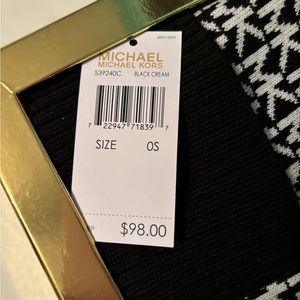 MICHAEL
MICHAEL KORS
539240C BLACK CREAM
7 22947 71839 7
SIZE OS
$98.00